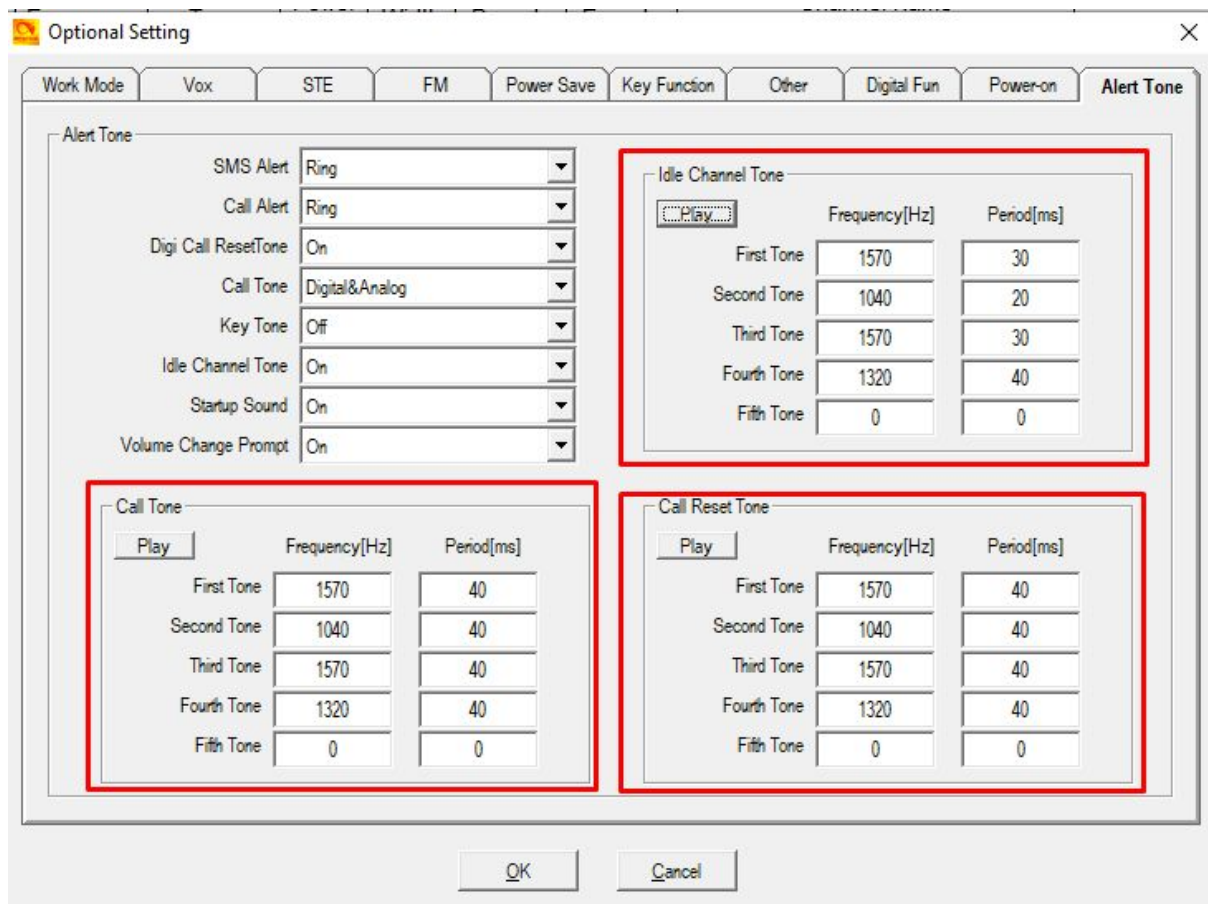 Optional Setting
Work Mode Vox STE FM Power Save Key Function Other Digital Fun Power-on Alert Tone
Alert Tone
SMS Alert Ring
Call Alert Ring
Digi Call ResetTone On
Call Tone Digital&Analog
Key Tone Off
Idle Channel Tone On
Startup Sound On
Volume Change Prompt On
Idle Channel Tone
Play Frequency[Hz] Period[ms]
First Tone 1570 30
Second Tone 1040 20
Third Tone 1570 30
Fourth Tone 1320 40
Fifth Tone 0 0
Call Tone
Play Frequency[Hz] Period[ms]
First Tone 1570 40
Second Tone 1040 40
Third Tone 1570 40
Fourth Tone 1320 40
Fifth Tone 0 0
Call Reset Tone
Play Frequency[Hz] Period[ms]
First Tone 1570 40
Second Tone 1040 40
Third Tone 1570 40
Fourth Tone 1320 40
Fifth Tone 0 0
OK Cancel